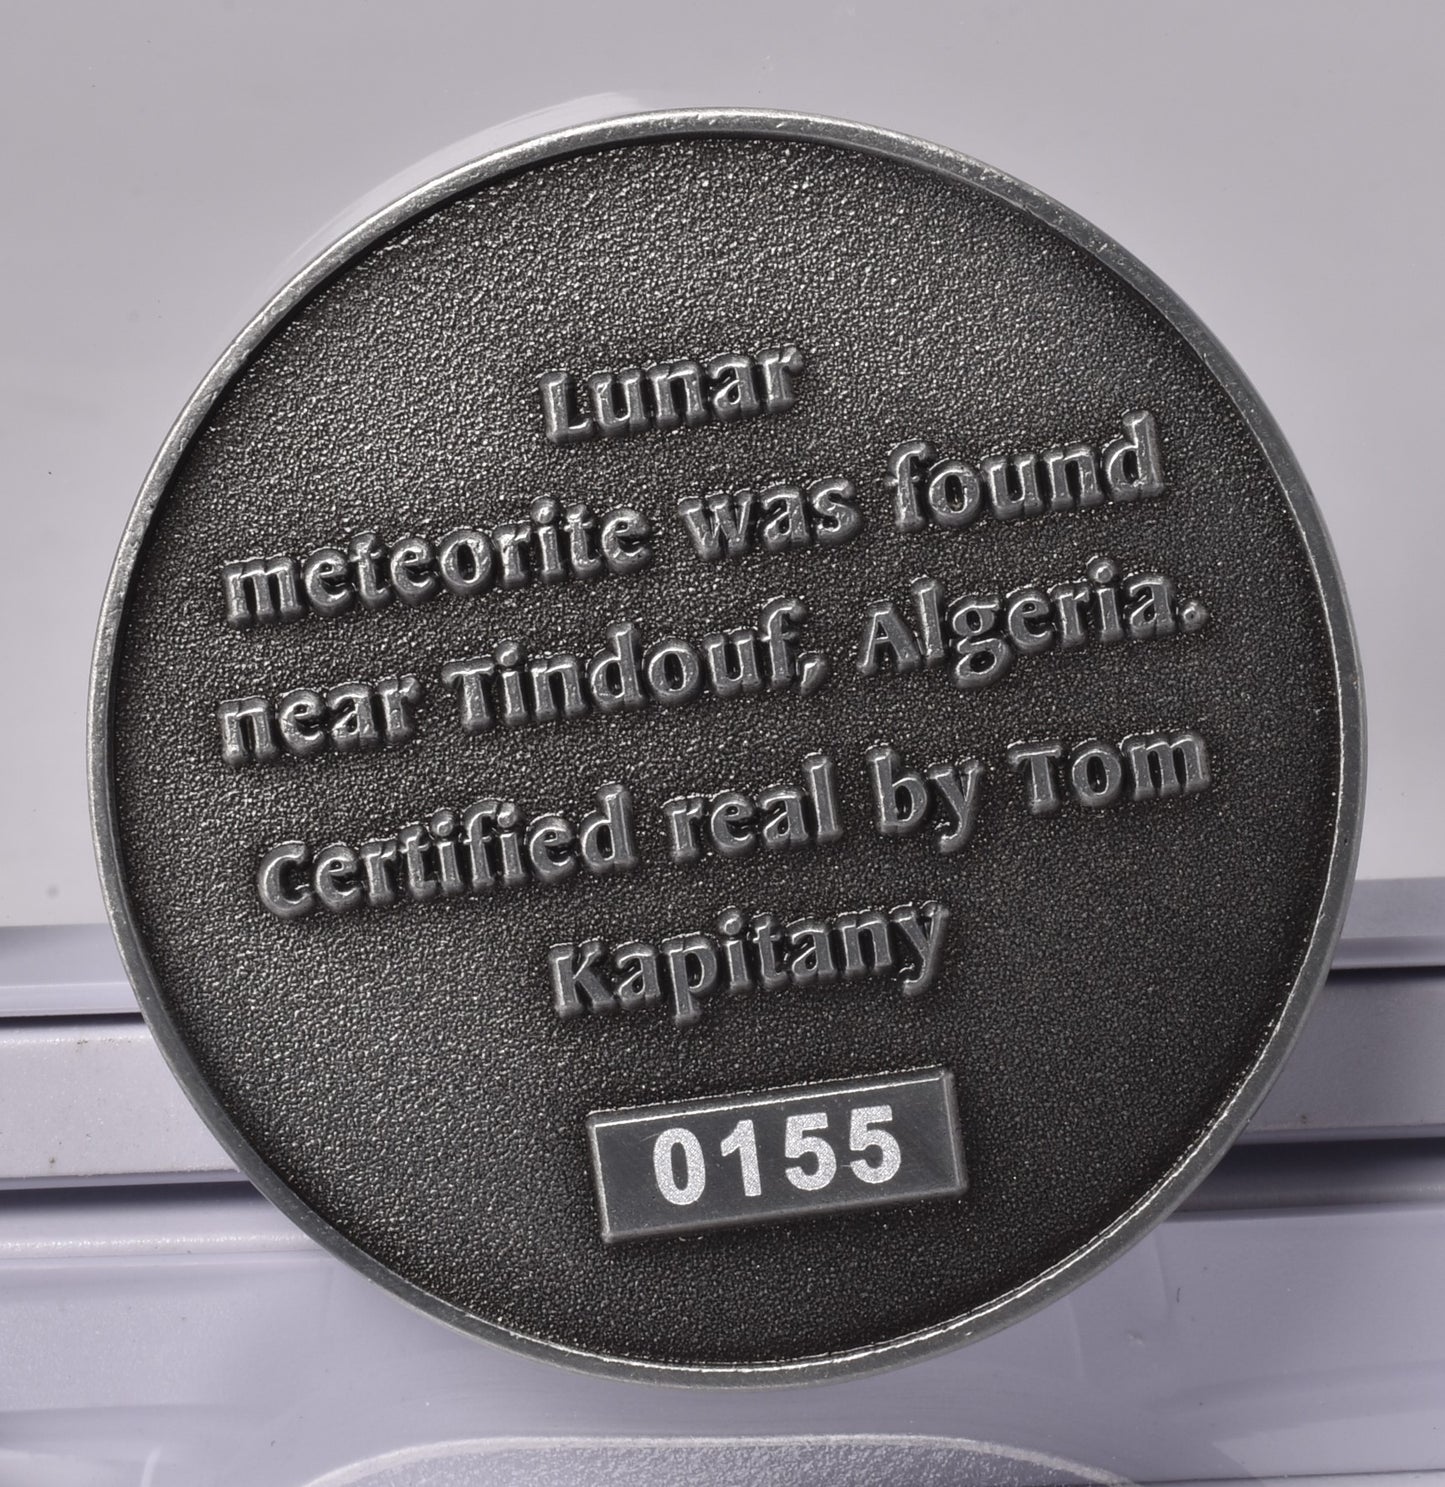 Lunar
meteorite was found
near Tindouf, Algeria.
Certified real by Tom
Kapitany
0155